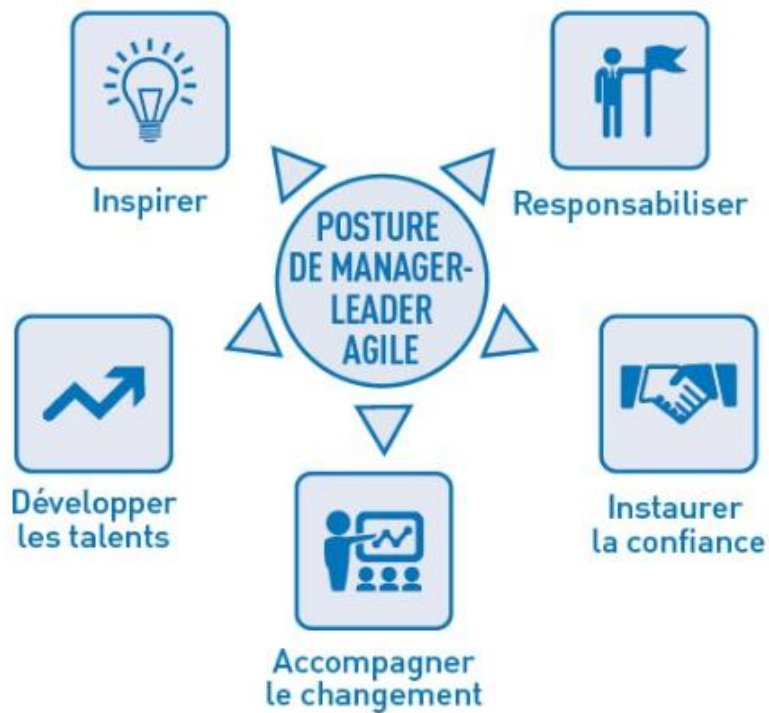 Inspirer
Responsabiliser
POSTURE
DE MANAGER-
LEADER
AGILE
Développer
les talents
Instaurer
la confiance
Accompagner
le changement